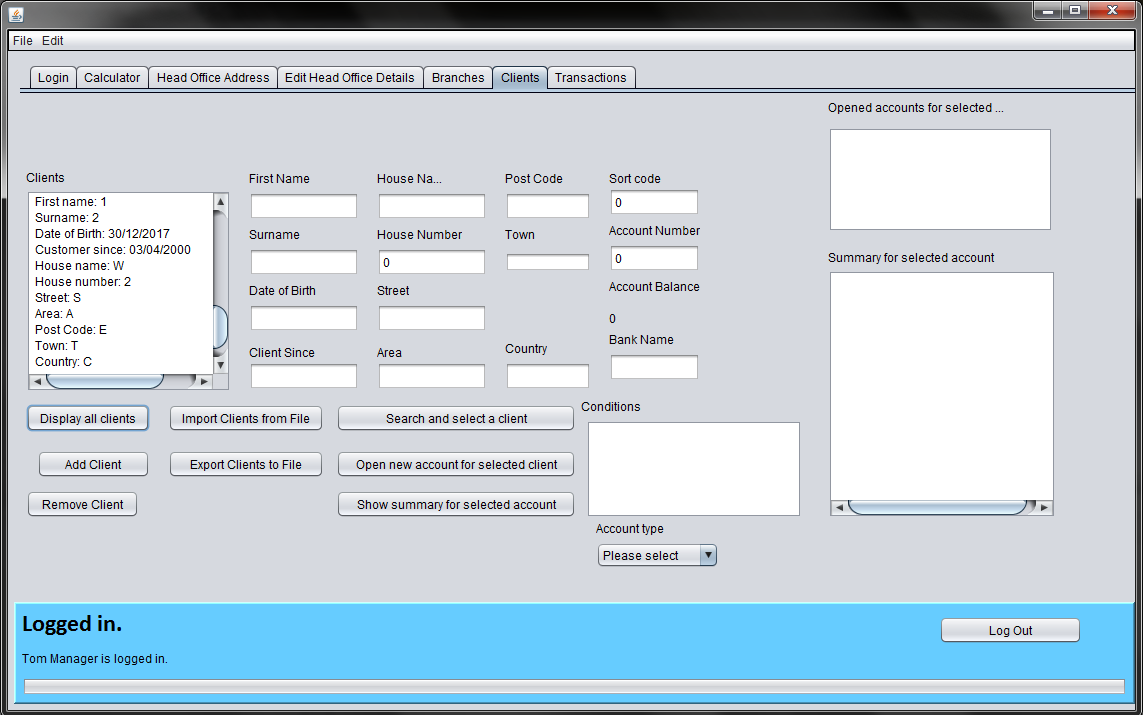 File Edit
Login Calculator Head Office Address Edit Head Office Details Branches Clients Transactions
Opened accounts for selected ...
Clients
First name: 1
Surname: 2
Date of Birth: 30/12/2017
Customer since: 03/04/2000
House name: W
House number: 2
Street: S
Area: A
Post Code: E
Town: T
Country: C
First Name House Na... Post Code Sort code
0
Surname House Number Town Account Number
0 0
Date of Birth Street Account Balance
0
Client Since Area Country Bank Name
Summary for selected account
Display all clients Import Clients from File Search and select a client
Conditions
Add Client Export Clients to File Open new account for selected client
Remove Client Show summary for selected account
Account type
Please select
Logged in.
Log Out
Tom Manager is logged in.